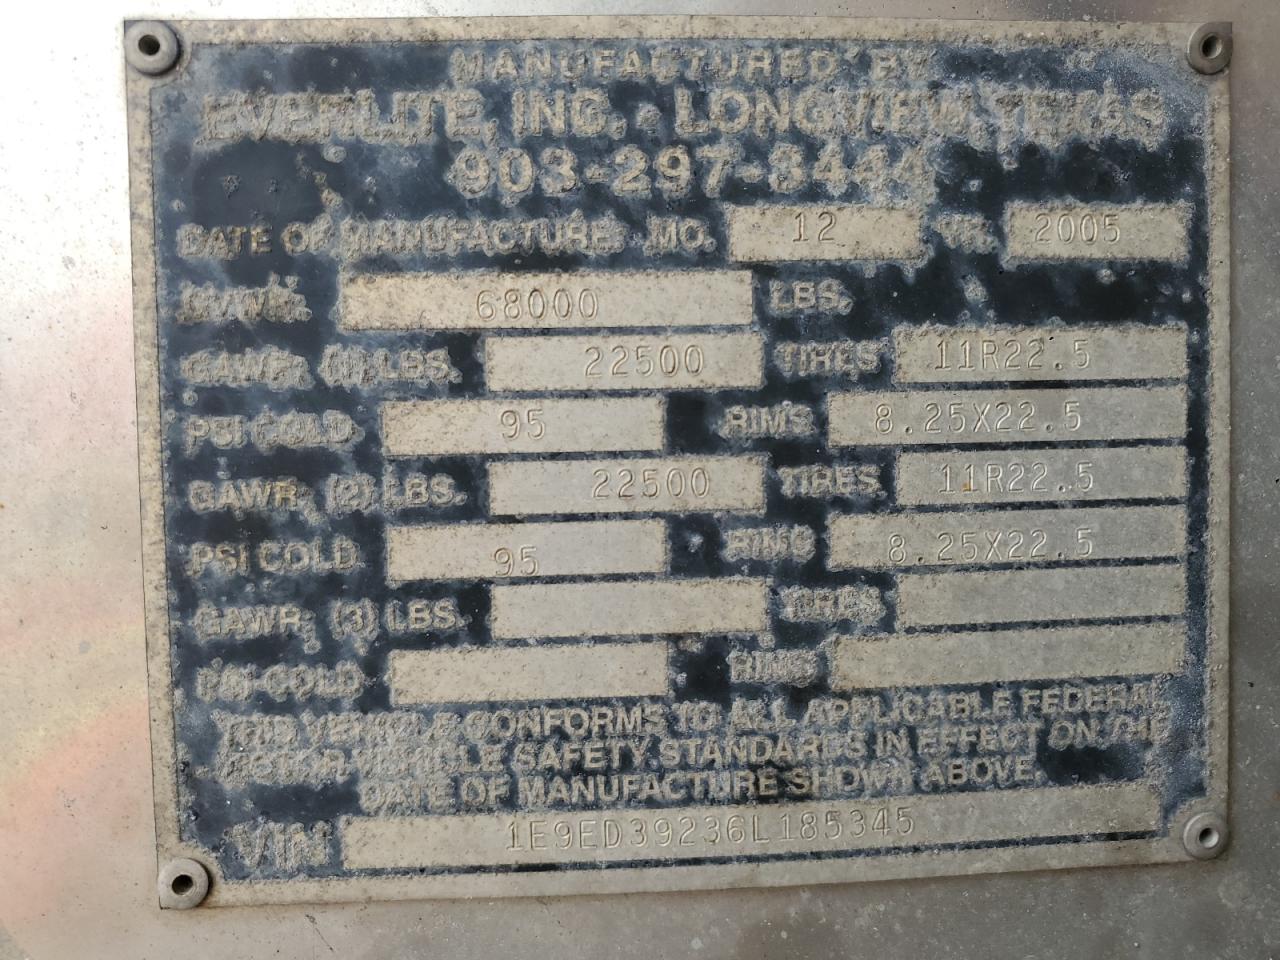 MANUFACTURED BY
EVERLITE, INC. • LONGVIEW, TEXAS
903-297-3444
DATE OF MANUFACTURE MO. 12 YR. 2005
GVWR. 68000 LBS.
GAWR, (1) LBS. 22500 TIRES 11R22.5
PSI COLD 95 RIMS 8.25X22.5
GAWR, (2) LBS. 22500 TIRES 11R22.5
PSI COLD 95 RIMS 8.25X22.5
GAWR, (3) LBS. TIRES
PSI COLD RIMS
THIS VEHICLE CONFORMS TO ALL APPLICABLE FEDERAL
MOTOR VEHICLE SAFETY STANDARDS IN EFFECT ON THE
DATE OF MANUFACTURE SHOWN ABOVE.
VIN 1E9ED39236L185345